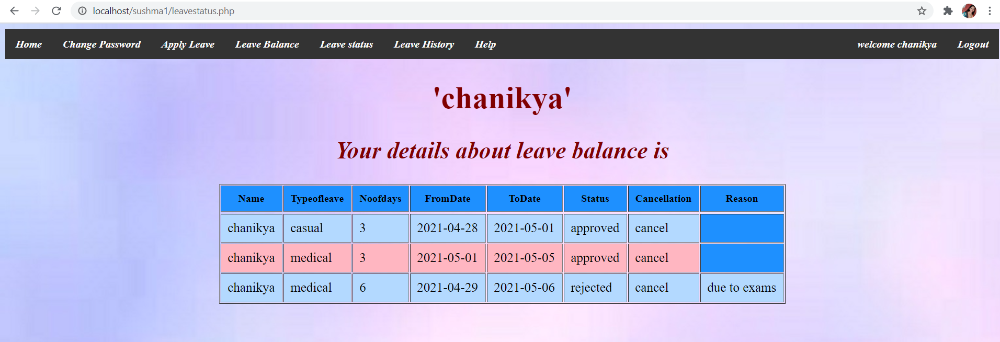 localhost/sushma1/leavestatus.php
Home Change Password Apply Leave Leave Balance Leave status Leave History Help welcome chanikya Logout
'chanikya'
Your details about leave balance is
Name Typeofleave Noofdays FromDate ToDate Status Cancellation Reason
chanikya casual 3 2021-04-28 2021-05-01 approved cancel
chanikya medical 3 2021-05-01 2021-05-05 approved cancel
chanikya medical 6 2021-04-29 2021-05-06 rejected cancel due to exams